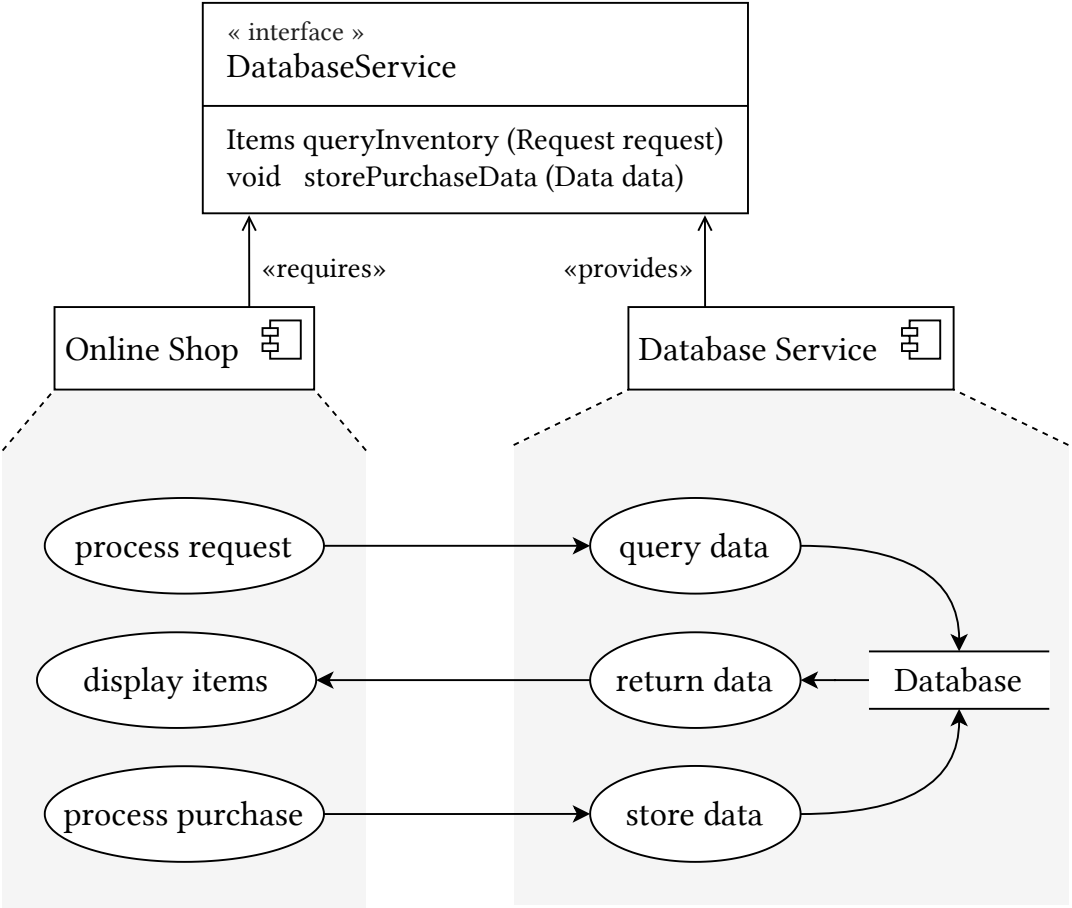 « interface »
DatabaseService
Items queryInventory (Request request)
void storePurchaseData (Data data)
«requires»
«provides»
Online Shop
Database Service
process request
query data
display items
return data
Database
process purchase
store data